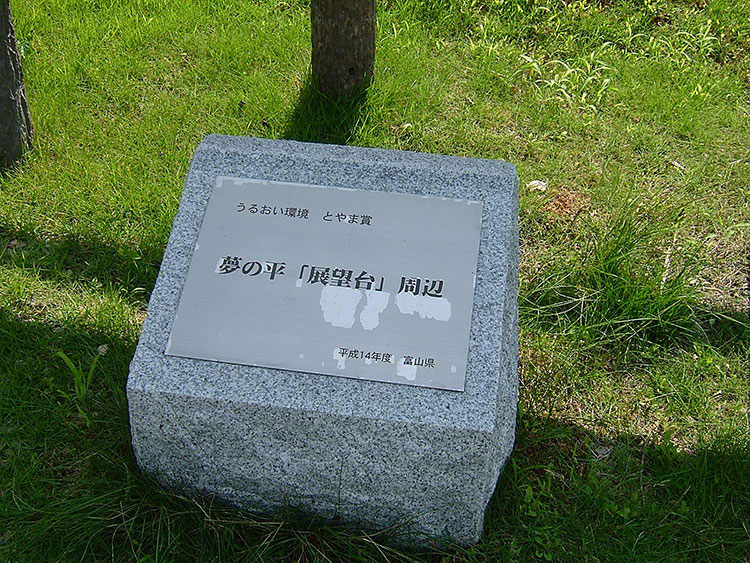 うるおい環境　とやま賞
夢の平「展望台」周辺
平成14年度　富山県